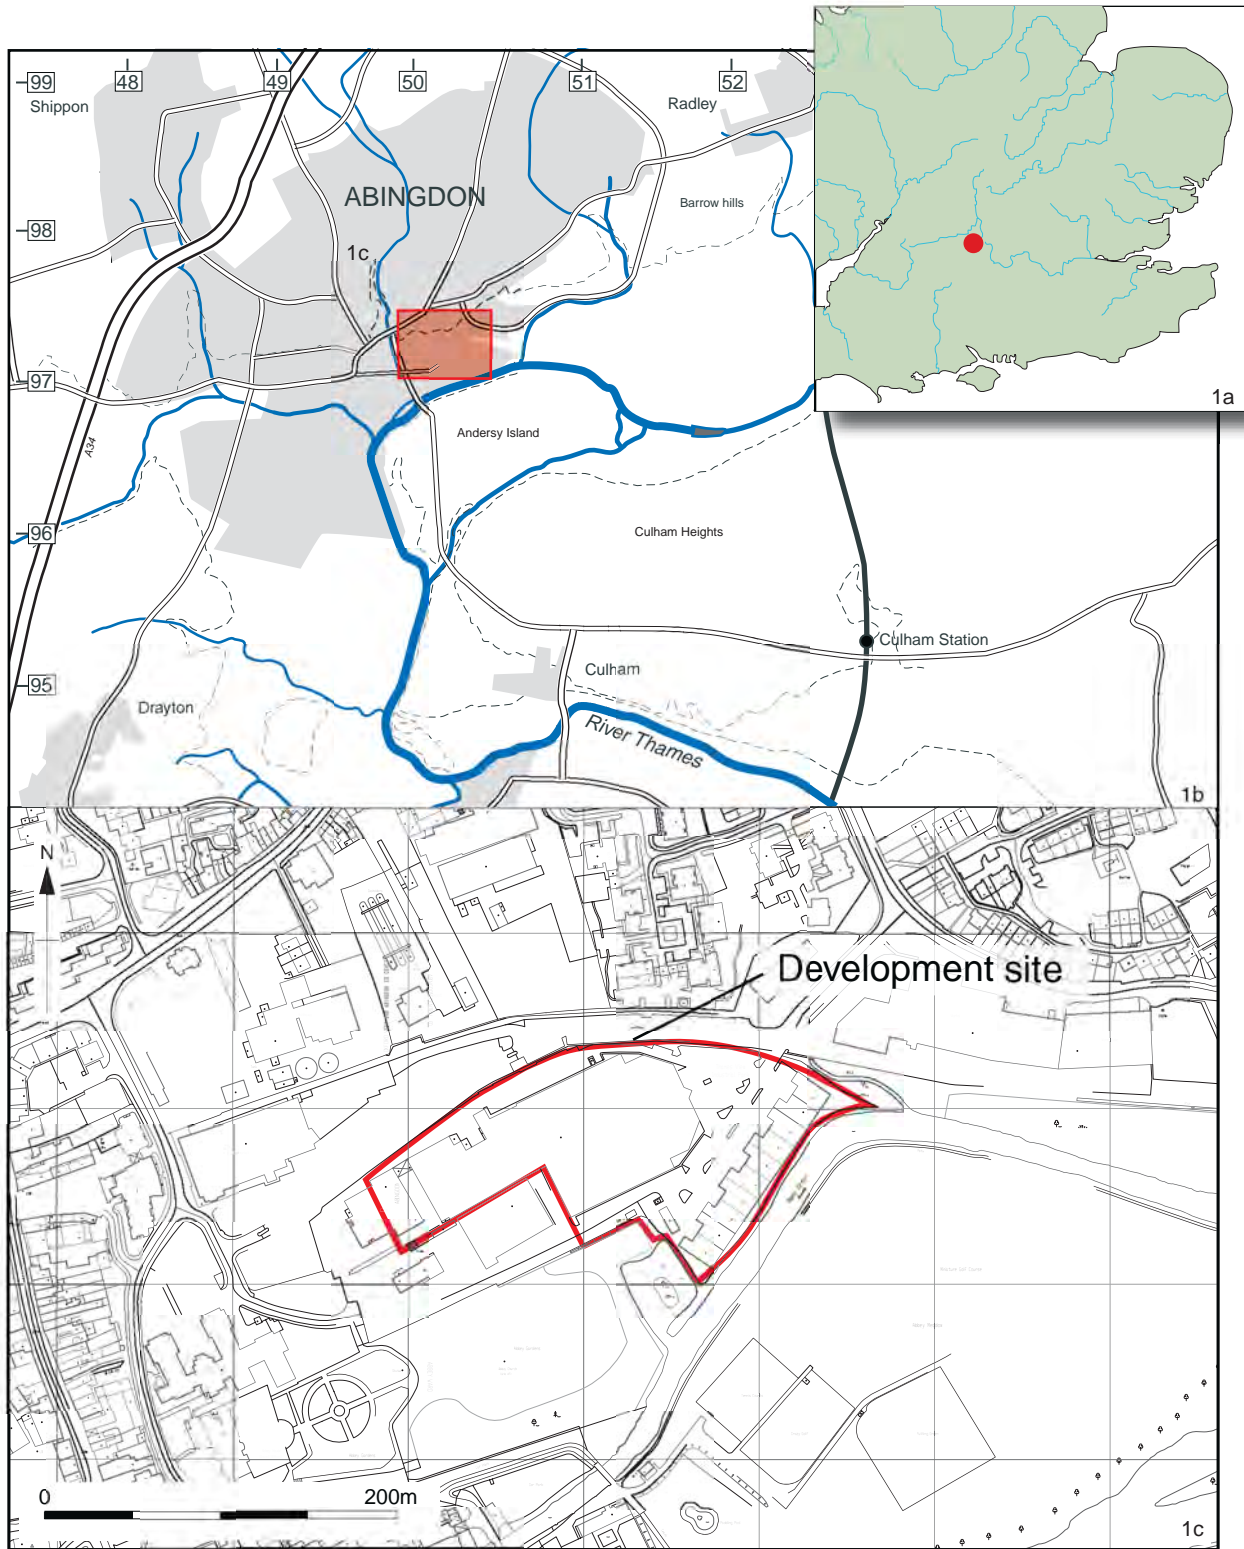 99
48
49
50
51
52
Shippon
Radley
ABINGDON
Barrow hills
98
1c
1a
97
A34
Andersy Island
96
Culham Heights
Culham Station
95
Culham
Drayton
River Thames
1b
N
Development site
0
200m
1c